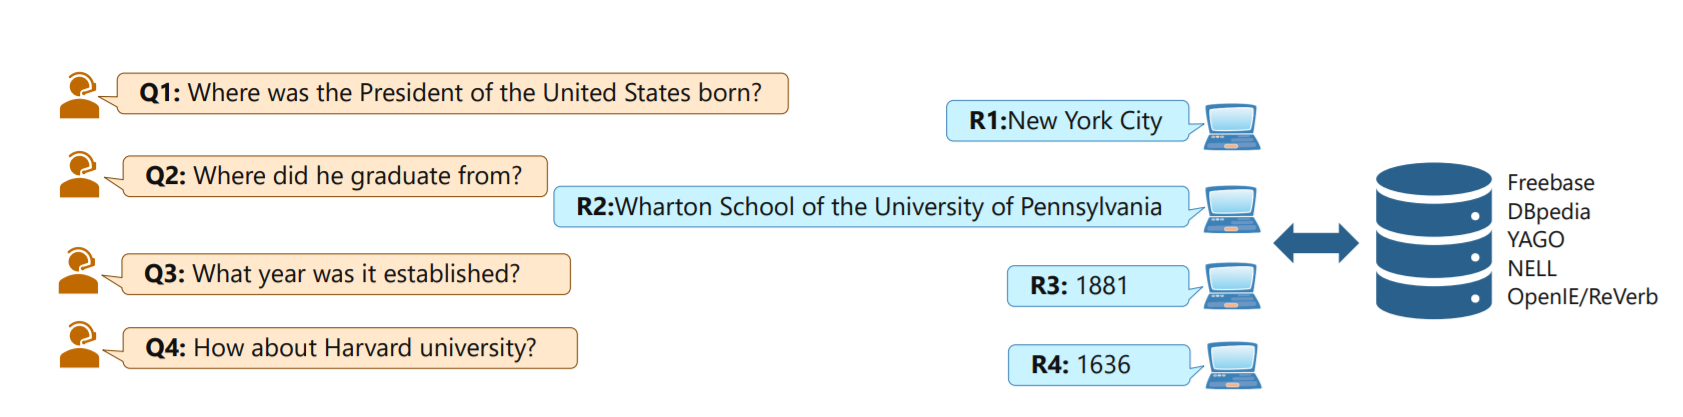 Q1: Where was the President of the United States born?
R1:New York City
Q2: Where did he graduate from?
R2:Wharton School of the University of Pennsylvania
Q3: What year was it established?
R3: 1881
Q4: How about Harvard university?
R4: 1636
Freebase
DBpedia
YAGO
NELL
OpenIE/ReVerb